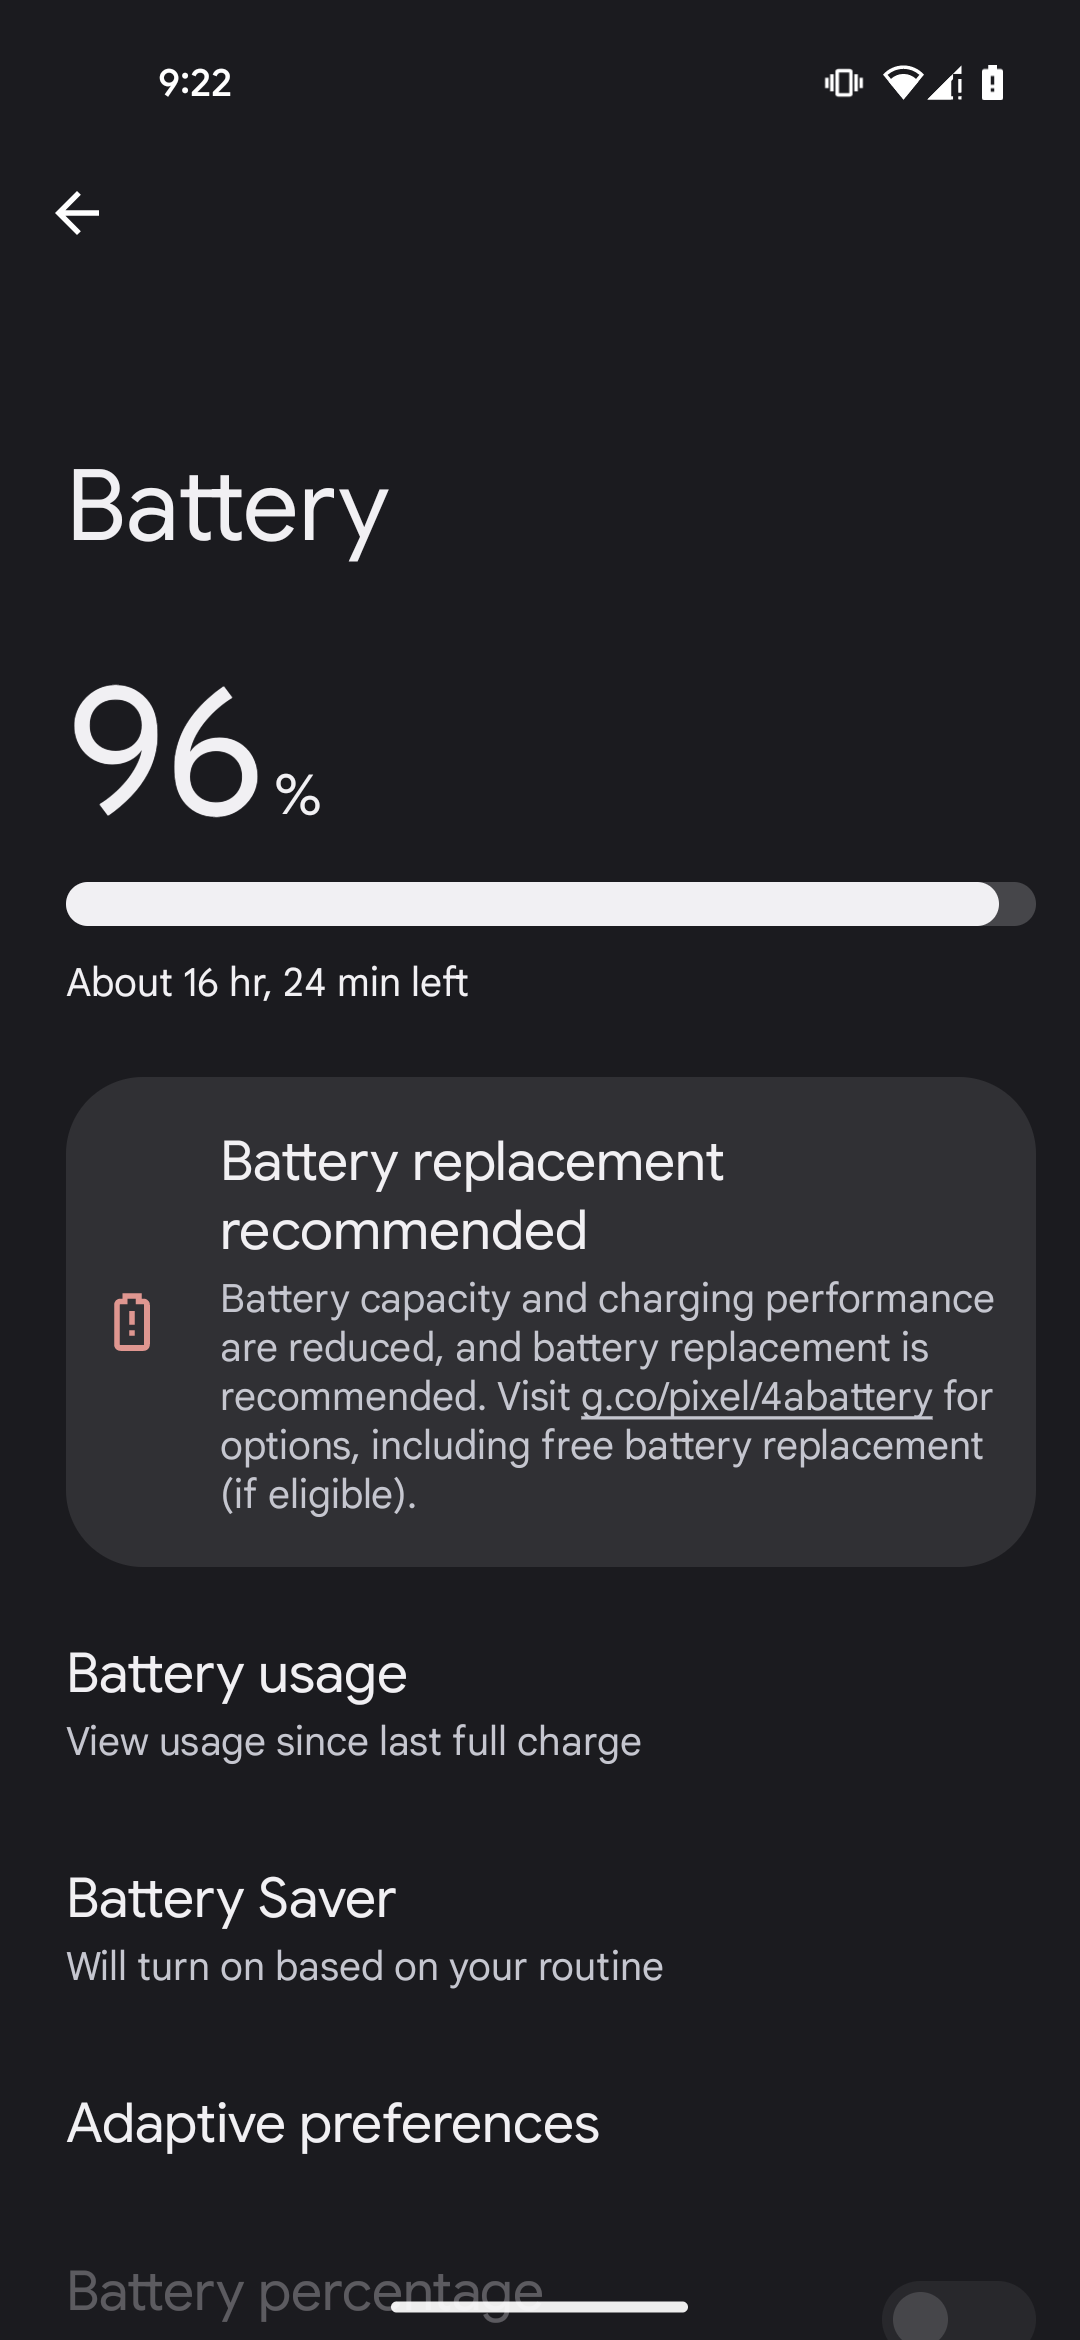 9:22
Battery
96 %
About 16 hr, 24 min left
Battery replacement
recommended
Battery capacity and charging performance
are reduced, and battery replacement is
recommended. Visit g.co/pixel/4abattery for
options, including free battery replacement
(if eligible).
Battery usage
View usage since last full charge
Battery Saver
Will turn on based on your routine
Adaptive preferences
Battery percentage